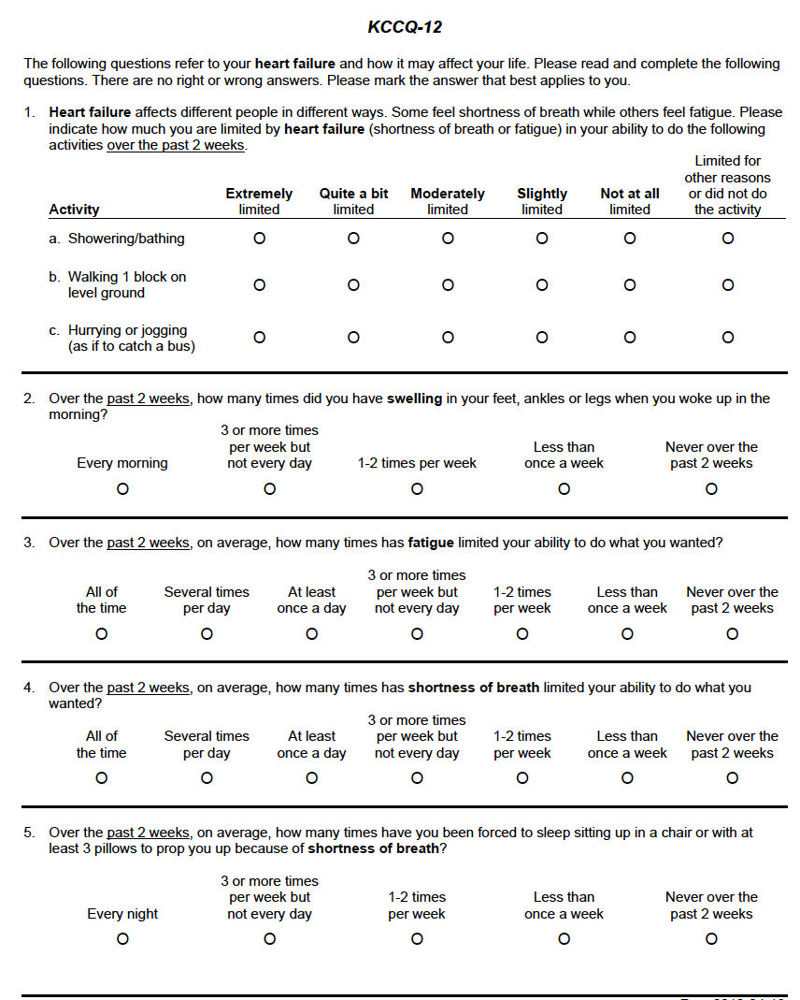 KCCQ-12
The following questions refer to your heart failure and how it may affect your life. Please read and complete the following
questions. There are no right or wrong answers. Please mark the answer that best applies to you.
1. Heart failure affects different people in different ways. Some feel shortness of breath while others feel fatigue. Please
indicate how much you are limited by heart failure (shortness of breath or fatigue) in your ability to do the following
activities over the past 2 weeks.
Activity
Extremely
limited
Quite a bit
limited
Moderately
limited
Slightly
limited
Not at all
limited
Limited for
other reasons
or did not do
the activity
a. Showering/bathing
b. Walking 1 block on
level ground
c. Hurrying or jogging
(as if to catch a bus)
2. Over the past 2 weeks, how many times did you have swelling in your feet, ankles or legs when you woke up in the
morning?
Every morning
3 or more times
per week but
not every day
1-2 times per week
Less than
once a week
Never over the
past 2 weeks
3. Over the past 2 weeks, on average, how many times has fatigue limited your ability to do what you wanted?
All of
the time
Several times
per day
At least
once a day
3 or more times
per week but
not every day
1-2 times
per week
Less than
once a week
Never over the
past 2 weeks
4. Over the past 2 weeks, on average, how many times has shortness of breath limited your ability to do what you
wanted?
All of
the time
Several times
per day
At least
once a day
3 or more times
per week but
not every day
1-2 times
per week
Less than
once a week
Never over the
past 2 weeks
5. Over the past 2 weeks, on average, how many times have you been forced to sleep sitting up in a chair or with at
least 3 pillows to prop you up because of shortness of breath?
Every night
3 or more times
per week but
not every day
1-2 times
per week
Less than
once a week
Never over the
past 2 weeks